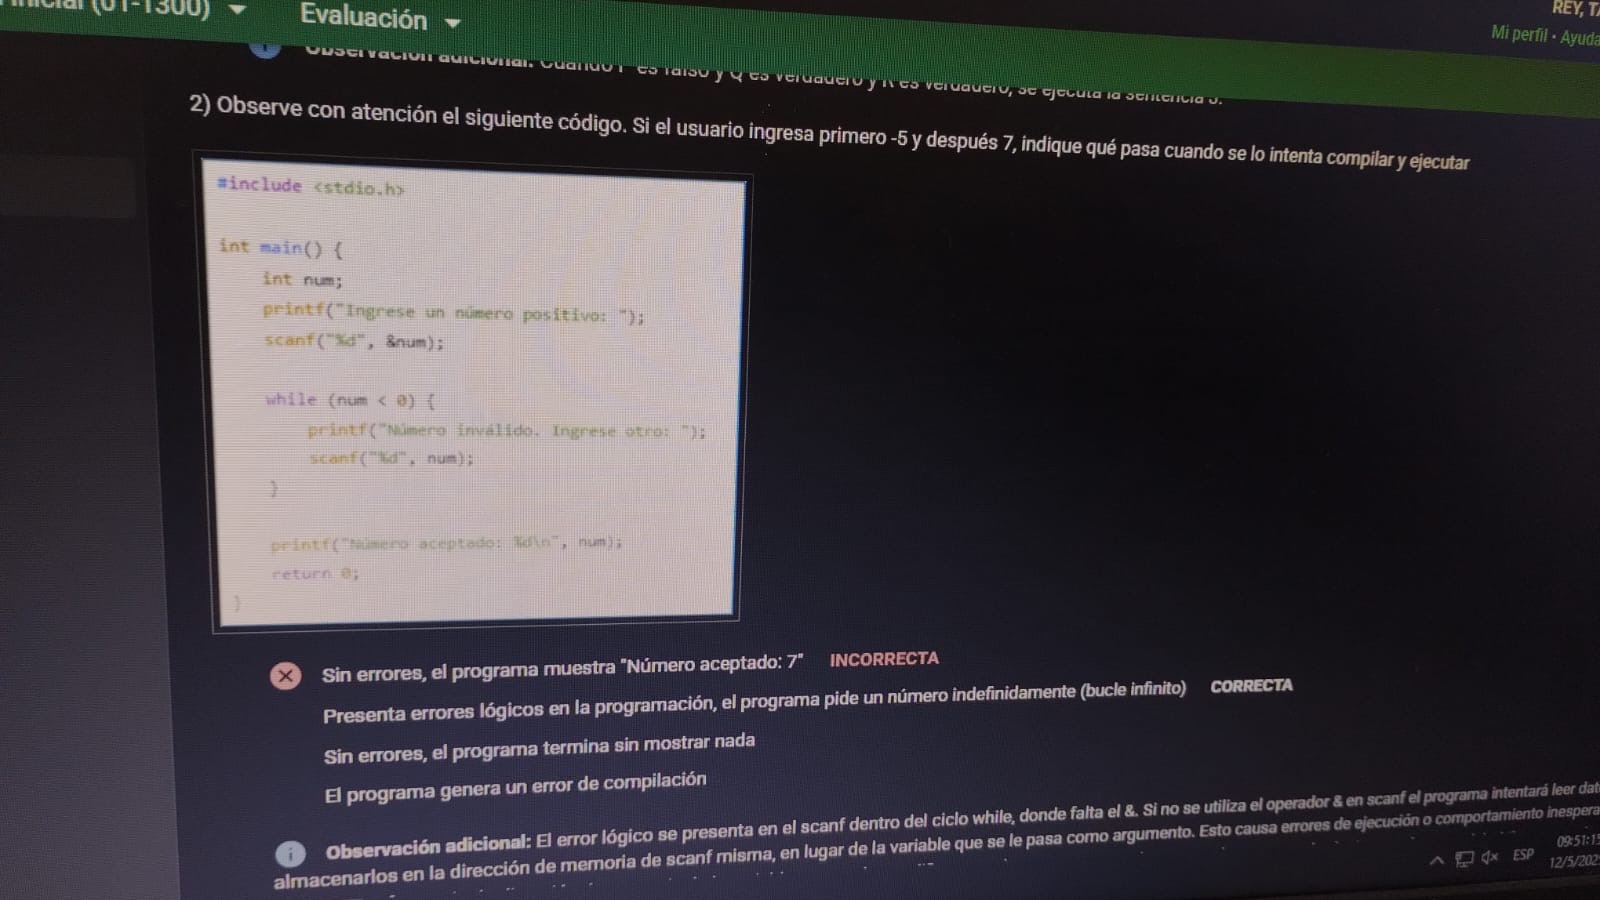 Inicial (01-1300)
Evaluación
REY, TA
Mi perfil · Ayuda
Observación adicional: Cuando P es falso y Q es verdadero y R es verdadero, se ejecuta la sentencia 3.
2) Observe con atención el siguiente código. Si el usuario ingresa primero -5 y después 7, indique qué pasa cuando se lo intenta compilar y ejecutar
#include <stdio.h>
int main() {
int num;
printf("Ingrese un número positivo: ");
scanf("%d", &num);
while (num < 0) {
printf("Número inválido. Ingrese otro: ");
scanf("%d", num);
}
printf("Número aceptado: %d\n", num);
return 0;
}
Sin errores, el programa muestra "Número aceptado: 7" INCORRECTA
Presenta errores lógicos en la programación, el programa pide un número indefinidamente (bucle infinito) CORRECTA
Sin errores, el programa termina sin mostrar nada
El programa genera un error de compilación
Observación adicional: El error lógico se presenta en el scanf dentro del ciclo while, donde falta el &. Si no se utiliza el operador & en scanf el programa intentará leer dat
almacenarlos en la dirección de memoria de scanf misma, en lugar de la variable que se le pasa como argumento. Esto causa errores de ejecución o comportamiento inespera
ESP
09:51:15
12/5/202